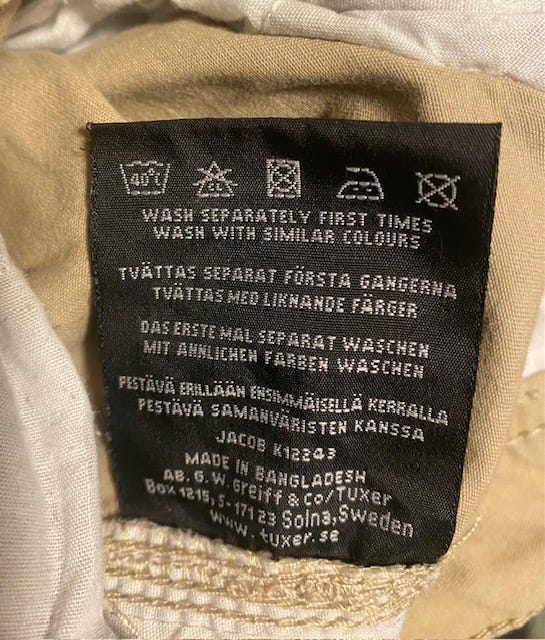 40°
WASH SEPARATELY FIRST TIMES
WASH WITH SIMILAR COLOURS
TVÄTTAS SEPARAT FÖRSTA GÅNGERNA
TVÄTTAS MED LIKNANDE FÄRGER
DAS ERSTE MAL SEPARAT WASCHEN
MIT ÄHNLICHEN FARBEN WASCHEN
PESTÄVÄ ERILLÄÄN ENSIMMÄISELLÄ KERRALLA
PESTÄVÄ SAMANVÄRISTEN KANSSA
JACOB K12243
MADE IN BANGLADESH
AB. G. W. Greiff & Co/Tuxer
Box 1215, S-171 23 Solna, Sweden
www.tuxer.se